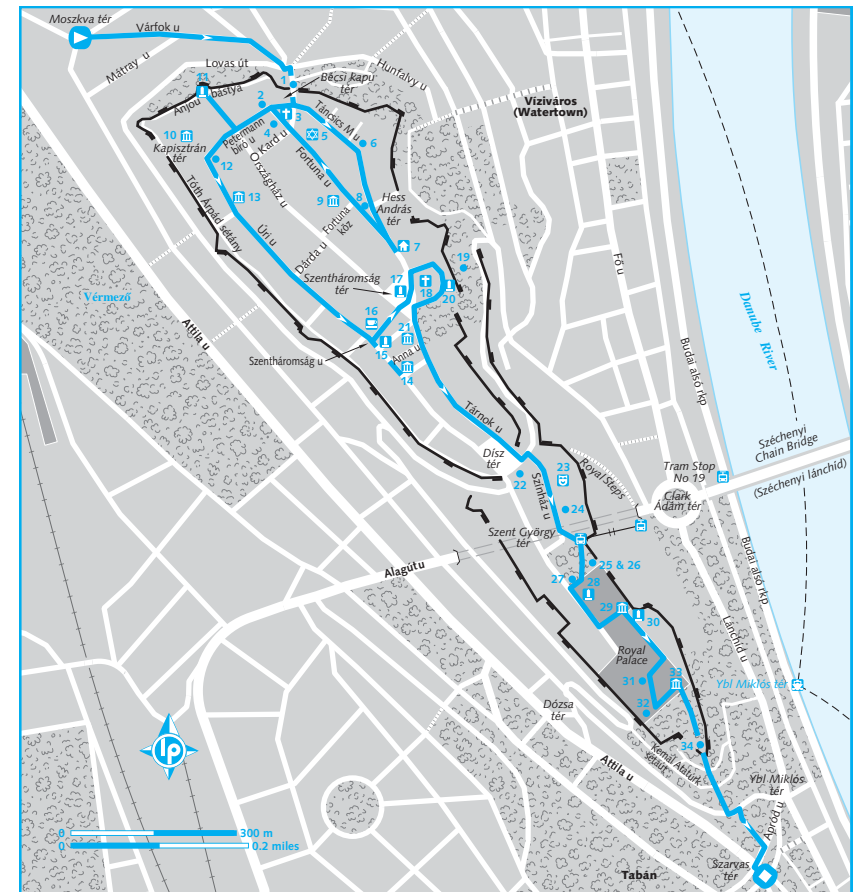 Moszkva tér
Várfok u
Mátray u
Lovas út
Hunfalvy u
1
Bécsi kapu
tér
11
Anjou bástya
2
3
4
5
6
Táncsics M u
Víziváros
(Watertown)
10
Kapisztrán
tér
Petermann
bíró u
Kard u
Országház u
Fortuna u
12
13
9
8
Fortuna
köz
Hess
András
tér
7
Tóth Árpád sétány
Úri u
Dárda u
19
Szentháromság
tér
17
18
20
Fő u
Vérmező
Attila u
16
21
15
Anna u
14
Szentháromság u
Danube River
Budai alsó rkp
Tárnok u
Dísz
tér
22
23
Színház u
24
Royal Steps
Tram Stop
No 19
Clark
Ádám tér
Széchenyi
Chain Bridge
(Széchenyi lánchíd)
Szent György
tér
Alagútu
25 & 26
27
28
29
30
Budai alsó rkp
Lánchíd u
Royal
Palace
31
33
32
Ybl Miklós tér
Dózsa
tér
34
Kemal Atatürk
sétaút
Attila u
Ybl Miklós
tér
Apród u
lp
0 300 m
0 0.2 miles
Szarvas
tér
Tabán